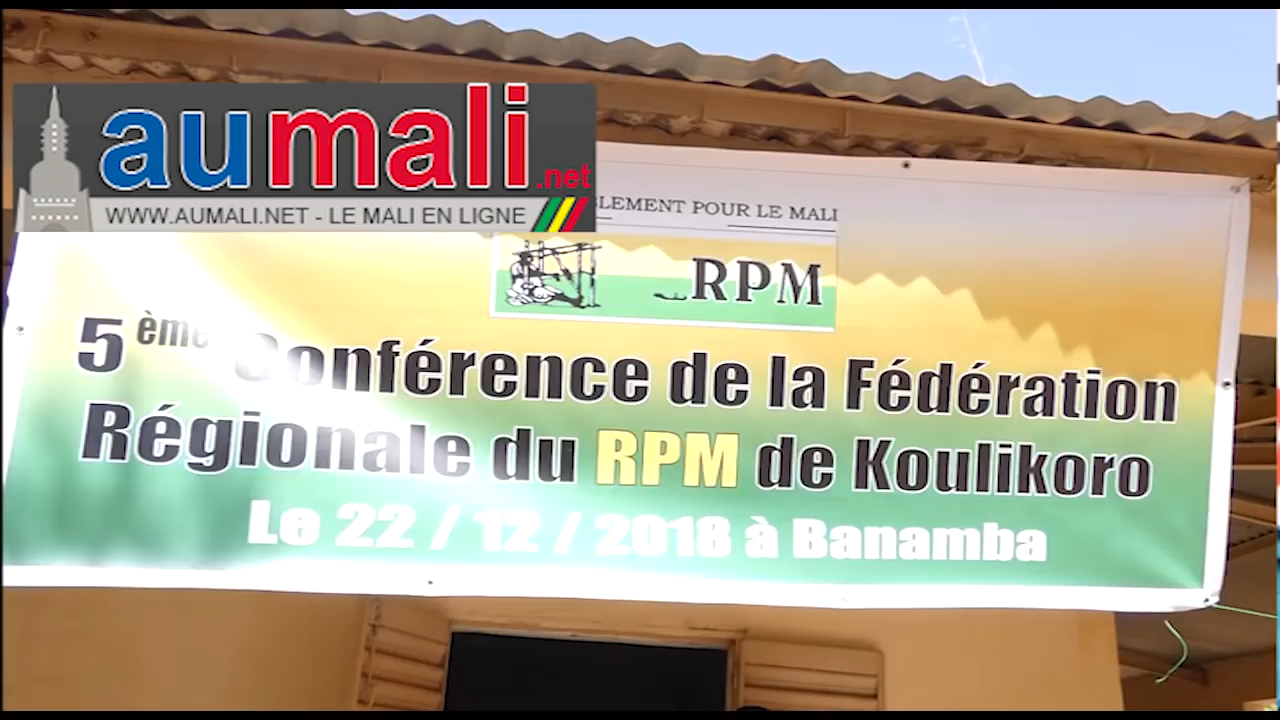 aumali.net
WWW.AUMALI.NET - LE MALI EN LIGNE
POUR LE MALI
RPM
5ème Conférence de la Fédération
Régionale du RPM de Koulikoro
Le 22 / 12 / 2018 à Banamba